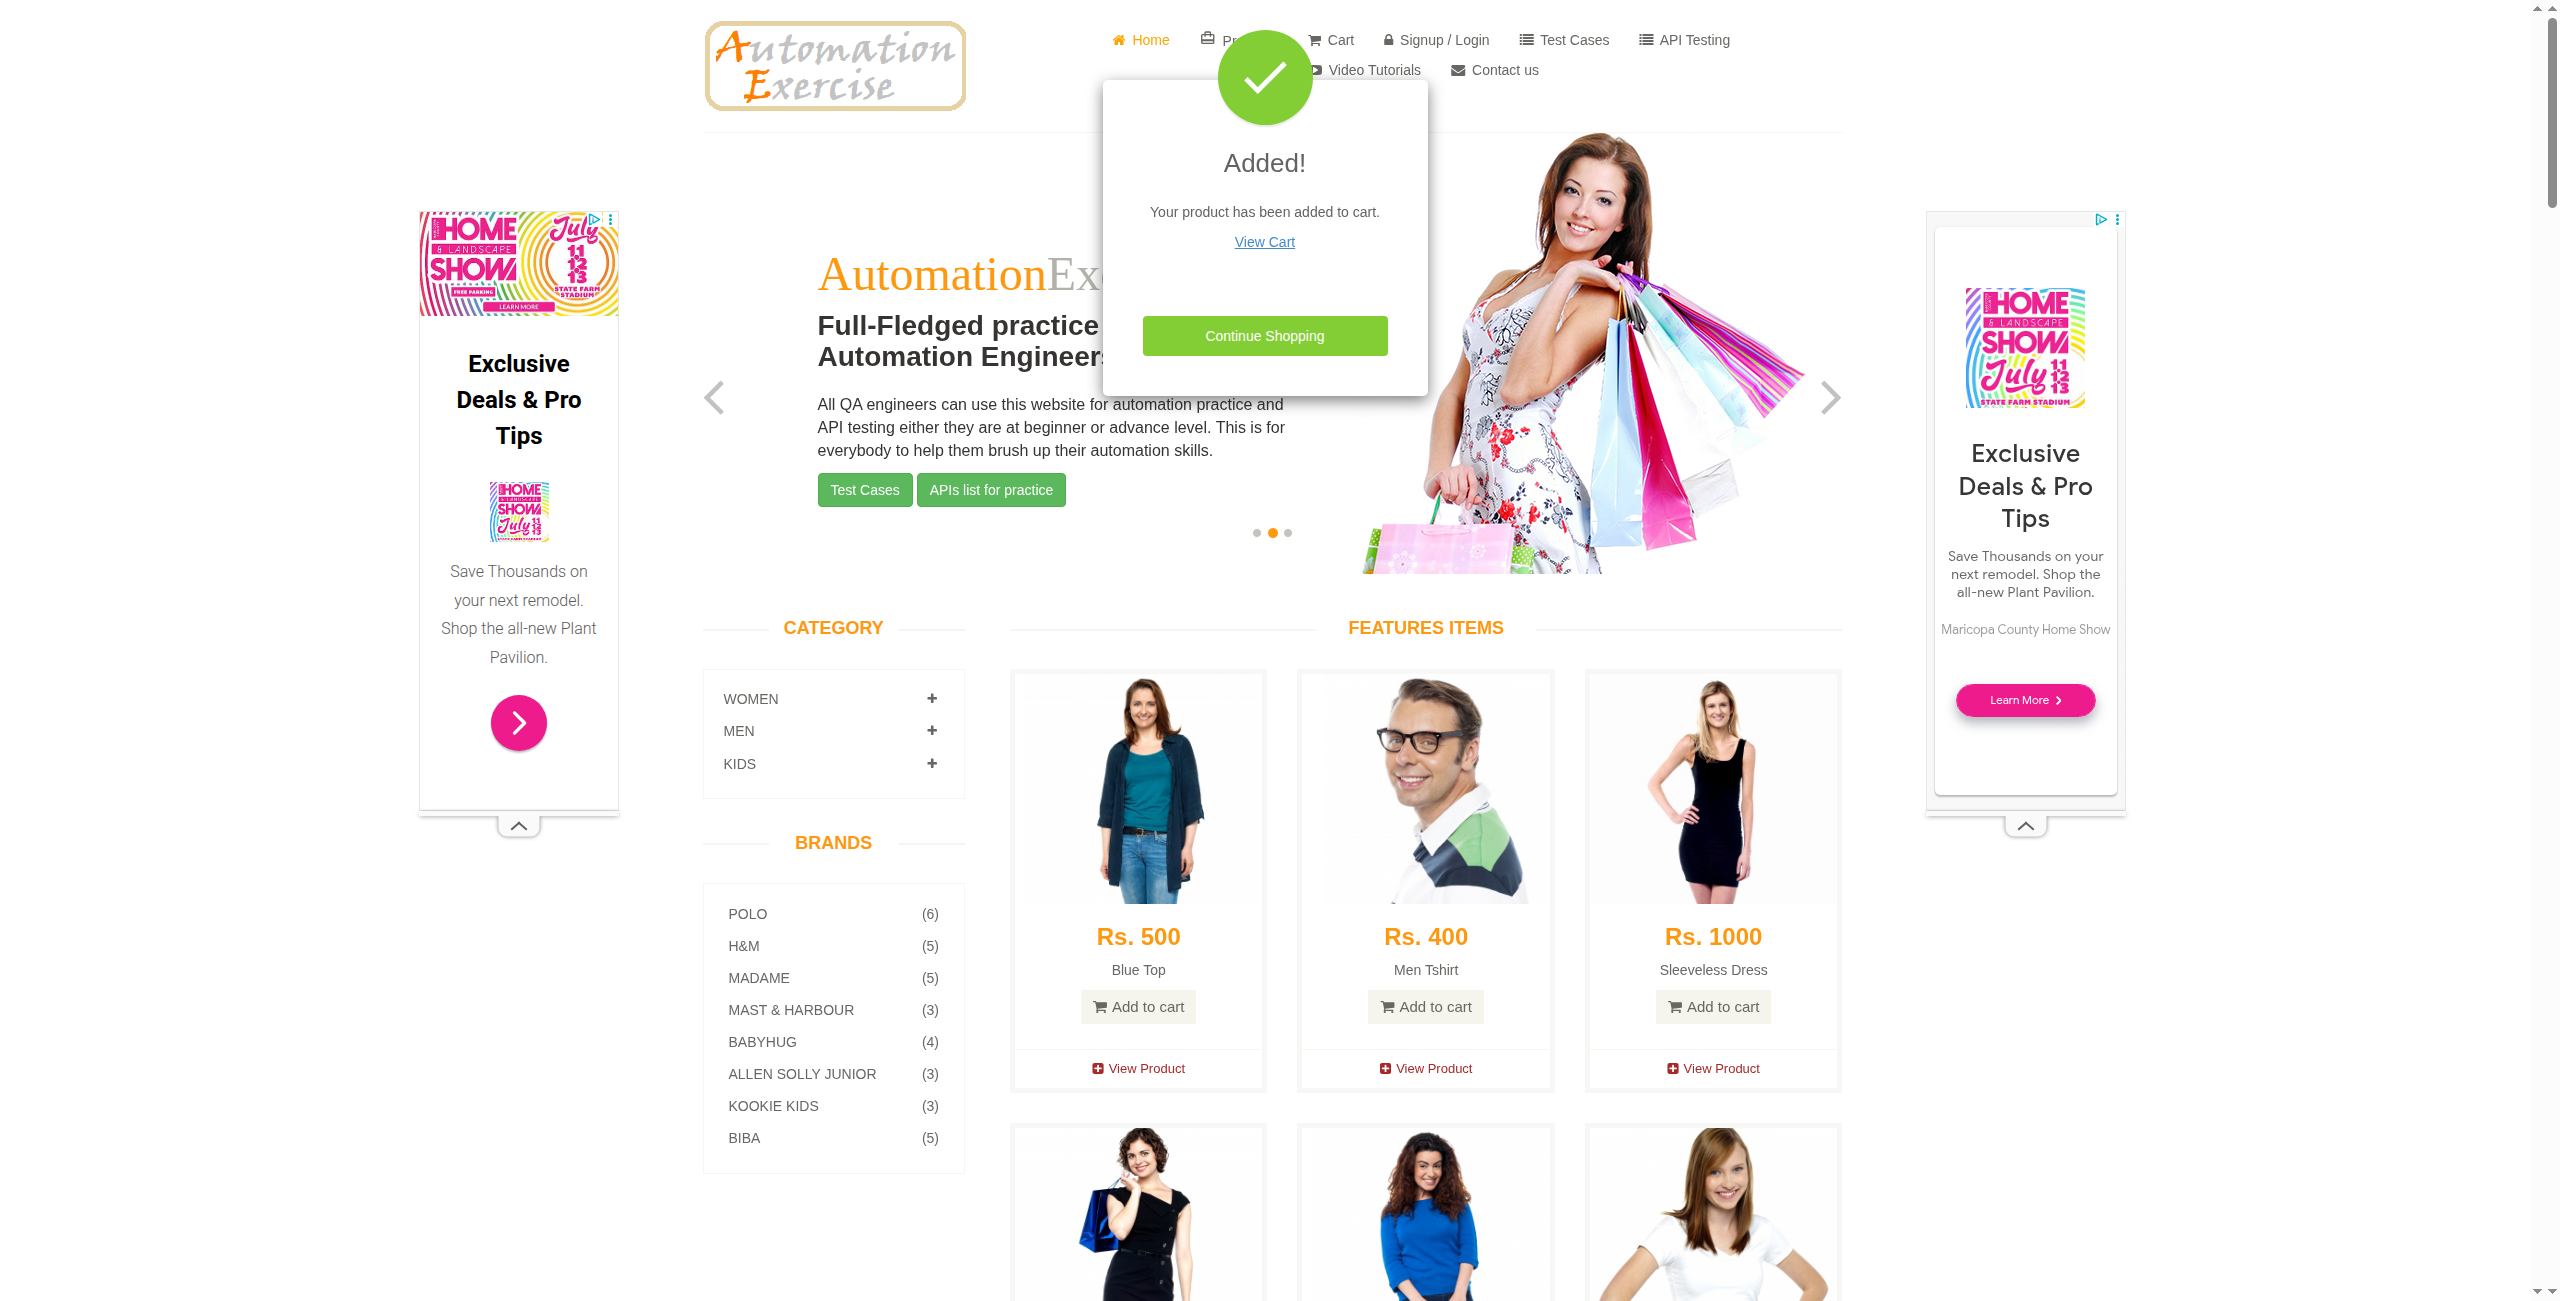 Automation
Exercise
Home
Cart
Signup / Login
Test Cases
API Testing
Video Tutorials
Contact us
Added!
Your product has been added to cart.
View Cart
Continue Shopping
Automation
Full-Fledged practice
Automation Engineers
All QA engineers can use this website for automation practice and
API testing either they are at beginner or advance level. This is for
everybody to help them brush up their automation skills.
Test Cases
APIs list for practice
HOME
& LANDSCAPE
SHOW
July
11
12
13
FREE PARKING
STATE FARM
STADIUM
LEARN MORE
Exclusive
Deals & Pro
Tips
HOME
& LANDSCAPE
SHOW
July 11 12 13
STATE FARM STADIUM
Save Thousands on
your next remodel.
Shop the all-new Plant
Pavilion.
HOME
& LANDSCAPE
SHOW
July 11 12 13
STATE FARM STADIUM
Exclusive
Deals & Pro
Tips
Save Thousands on your
next remodel. Shop the
all-new Plant Pavilion.
Maricopa County Home Show
Learn More
CATEGORY
WOMEN
MEN
KIDS
BRANDS
POLO (6)
H&M (5)
MADAME (5)
MAST & HARBOUR (3)
BABYHUG (4)
ALLEN SOLLY JUNIOR (3)
KOOKIE KIDS (3)
BIBA (5)
FEATURES ITEMS
Rs. 500
Blue Top
Add to cart
View Product
Rs. 400
Men Tshirt
Add to cart
View Product
Rs. 1000
Sleeveless Dress
Add to cart
View Product